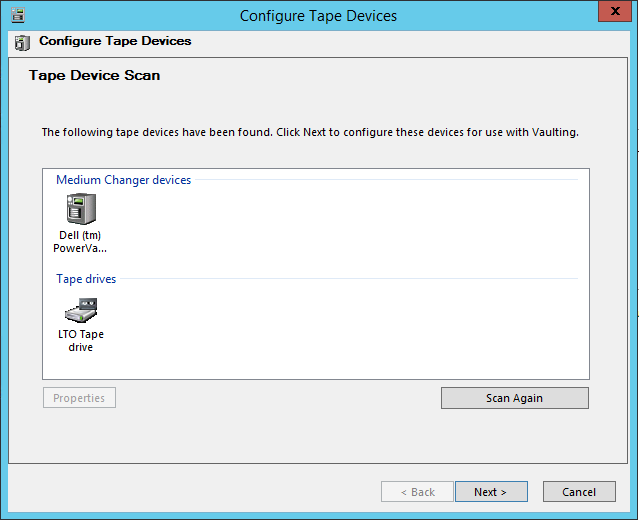 Configure Tape Devices
x
Configure Tape Devices
Tape Device Scan
The following tape devices have been found. Click Next to configure these devices for use with Vaulting.
Medium Changer devices
Dell (tm)
PowerVa...
Tape drives
LTO Tape
drive
Properties
Scan Again
< Back
Next >
Cancel